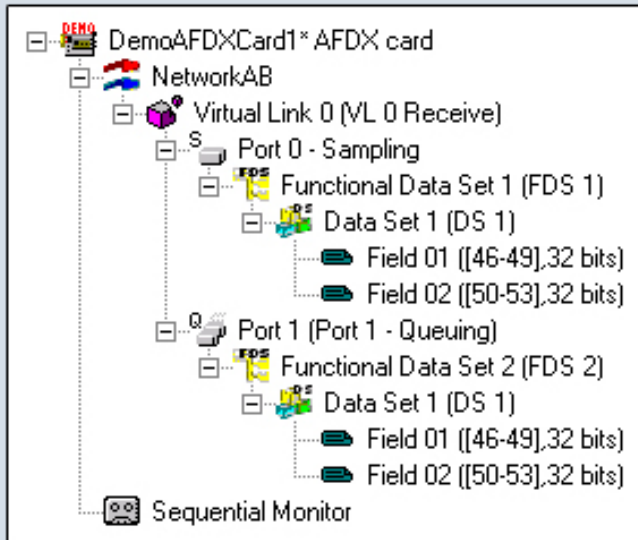 DEMO
DemoAFDXCard1* AFDX card
NetworkAB
Virtual Link 0 (VL 0 Receive)
S
Port 0 - Sampling
FDS
Functional Data Set 1 (FDS 1)
DS
Data Set 1 (DS 1)
Field 01 ([46-49],32 bits)
Field 02 ([50-53],32 bits)
Q
Port 1 (Port 1 - Queuing)
FDS
Functional Data Set 2 (FDS 2)
DS
Data Set 1 (DS 1)
Field 01 ([46-49],32 bits)
Field 02 ([50-53],32 bits)
Sequential Monitor